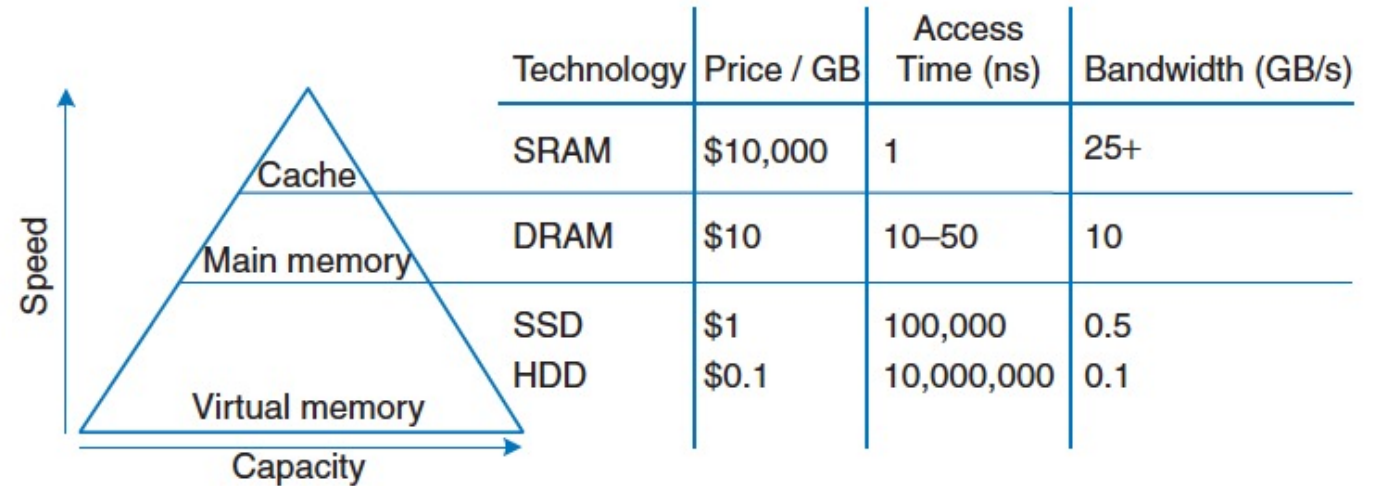 Speed
Cache
Main memory
Virtual memory
Capacity
Technology Price / GB Access Time (ns) Bandwidth (GB/s)
SRAM $10,000 1 25+
DRAM $10 10–50 10
SSD $1 100,000 0.5
HDD $0.1 10,000,000 0.1